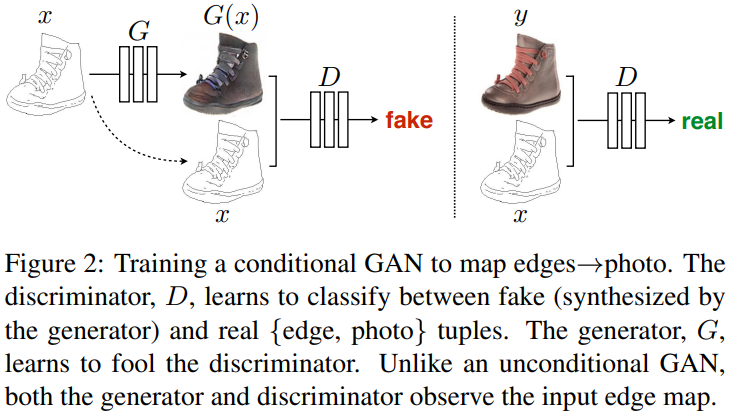 x G G(x) y
D D
fake real
x x
Figure 2: Training a conditional GAN to map edges→photo. The
discriminator, D, learns to classify between fake (synthesized by
the generator) and real {edge, photo} tuples. The generator, G,
learns to fool the discriminator. Unlike an unconditional GAN,
both the generator and discriminator observe the input edge map.